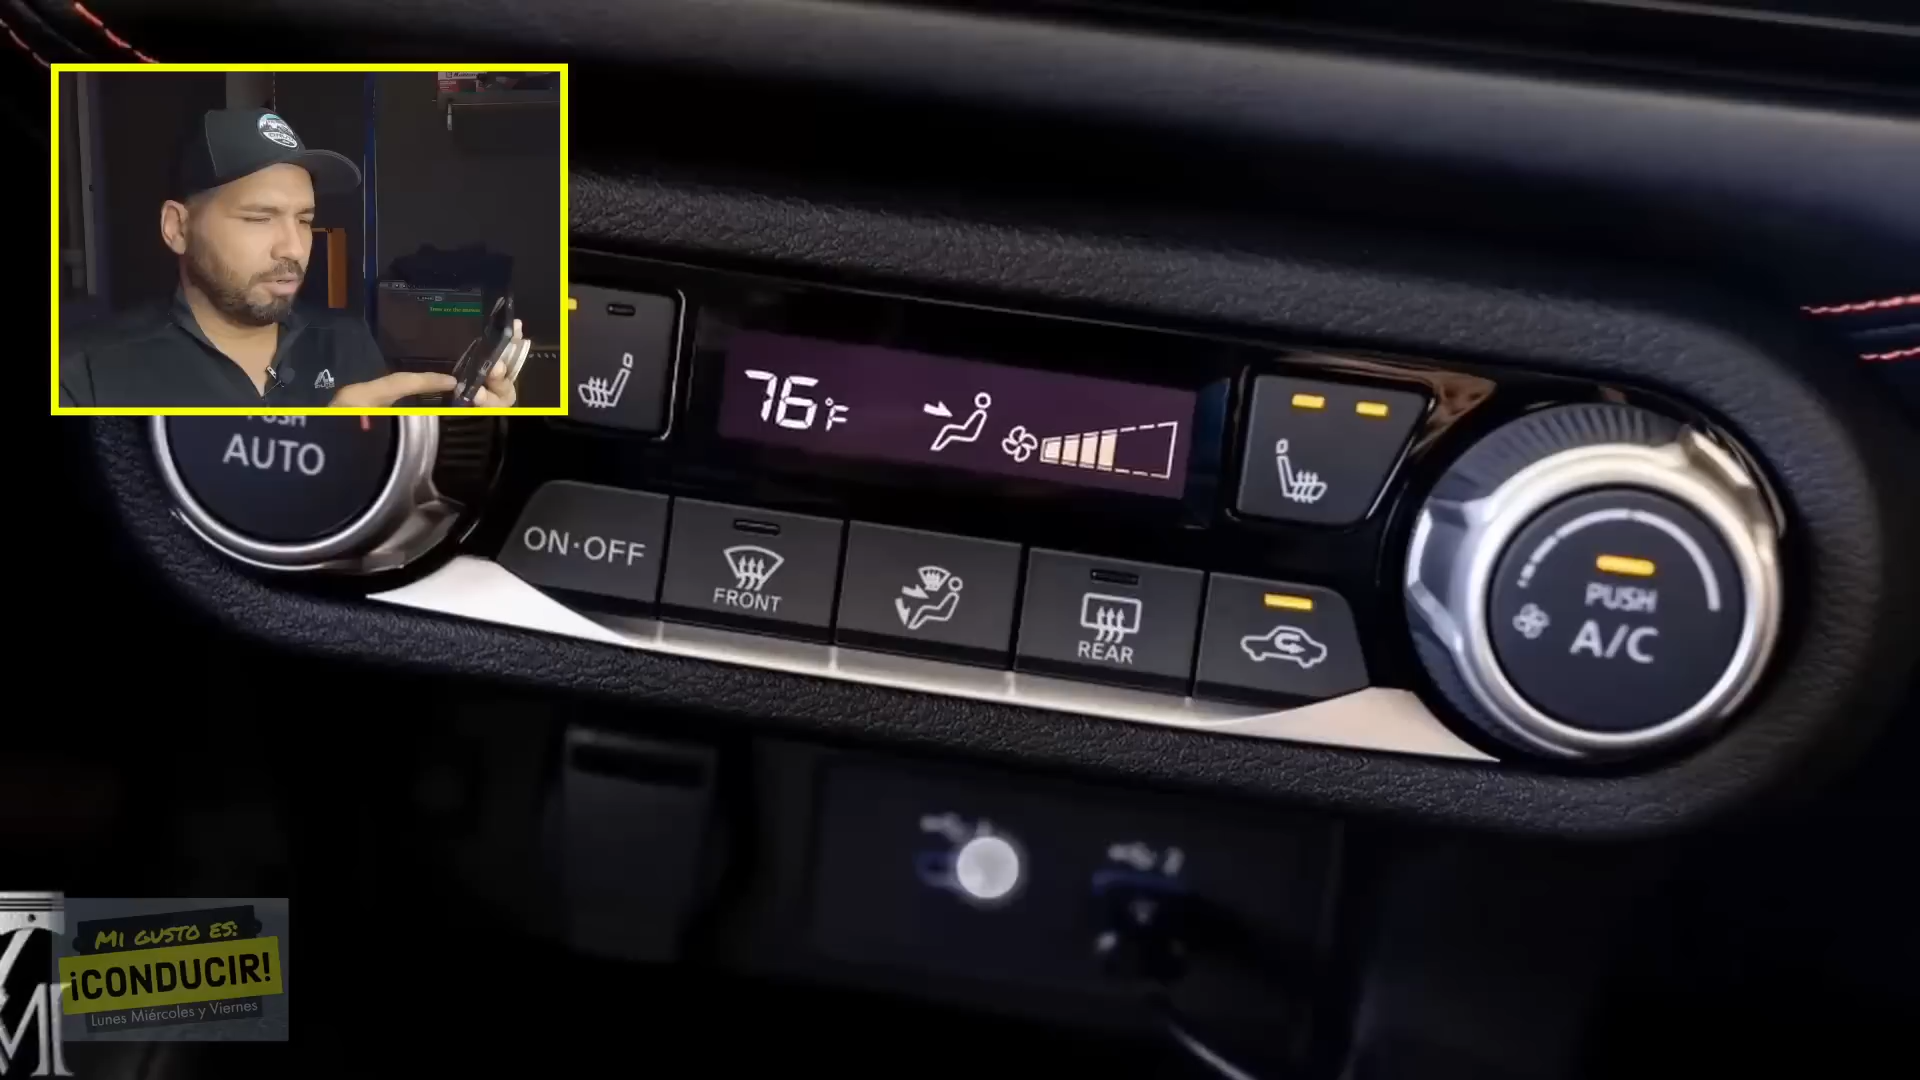 PUSH
AUTO
76°F
ON·OFF
FRONT
REAR
PUSH
A/C
MI GUSTO ES:
¡CONDUCIR!
Lunes Miércoles y Viernes